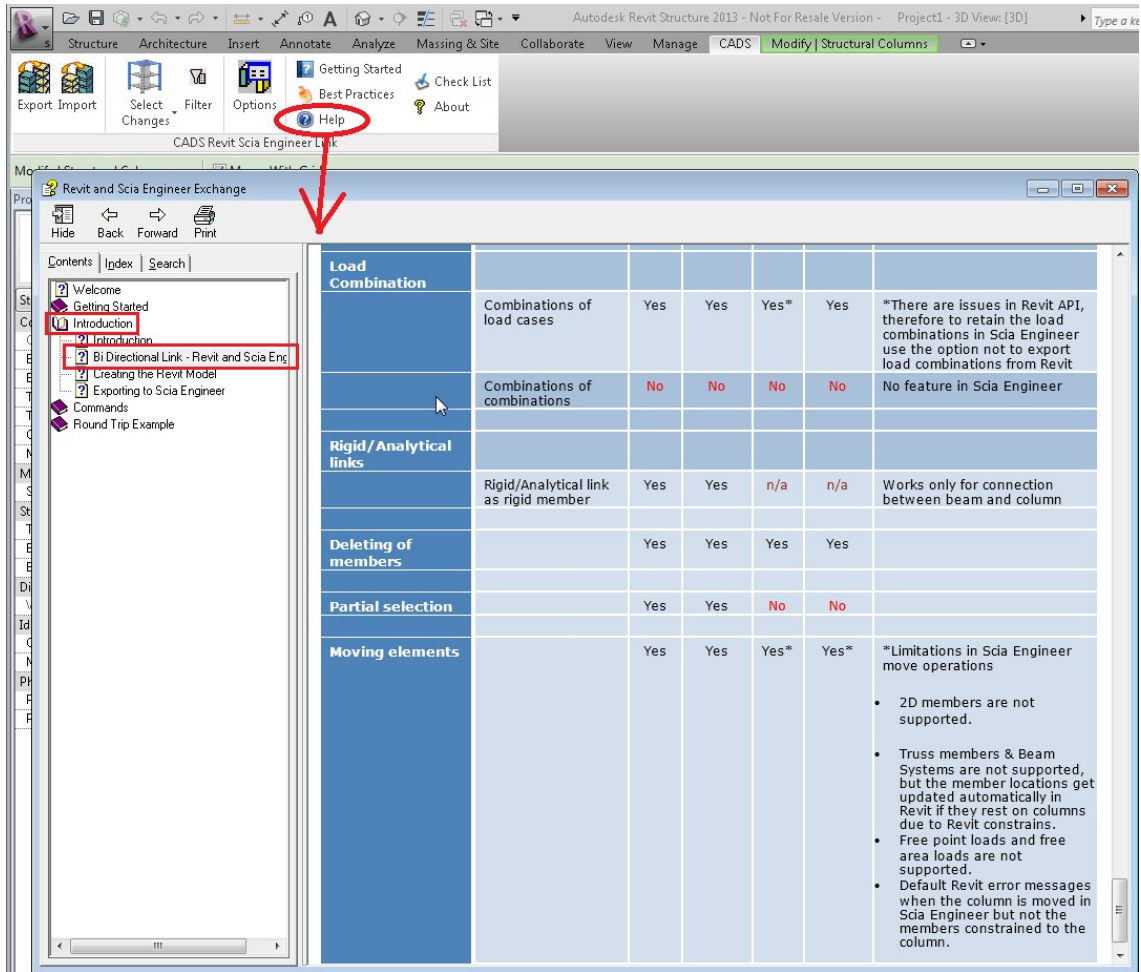 Autodesk Revit Structure 2013 - Not For Resale Version - Project1 - 3D View: {3D}
Type a ke
Structure Architecture Insert Annotate Analyze Massing & Site Collaborate View Manage CADS Modify | Structural Columns
Export Import
Select Changes
Filter
Options
Getting Started
Best Practices
Help
Check List
About
CADS Revit Scia Engineer Link
Revit and Scia Engineer Exchange
Hide Back Forward Print
Contents Index Search
Welcome
Getting Started
Introduction
Introduction
Bi Directional Link - Revit and Scia Eng
Creating the Revit Model
Exporting to Scia Engineer
Commands
Round Trip Example
Load
Combination
Combinations of Yes Yes Yes* Yes *There are issues in Revit API,
load cases therefore to retain the load
combinations in Scia Engineer
use the option not to export
load combinations from Revit
Combinations of No No No No No feature in Scia Engineer
combinations
Rigid/Analytical
links
Rigid/Analytical link Yes Yes n/a n/a Works only for connection
as rigid member between beam and column
Deleting of Yes Yes Yes Yes
members
Partial selection Yes Yes No No
Moving elements Yes Yes Yes* Yes* *Limitations in Scia Engineer
move operations
• 2D members are not
supported.
• Truss members & Beam
Systems are not supported,
but the member locations get
updated automatically in
Revit if they rest on columns
due to Revit constrains.
• Free point loads and free
area loads are not
supported.
• Default Revit error messages
when the column is moved in
Scia Engineer but not the
members constrained to the
column.